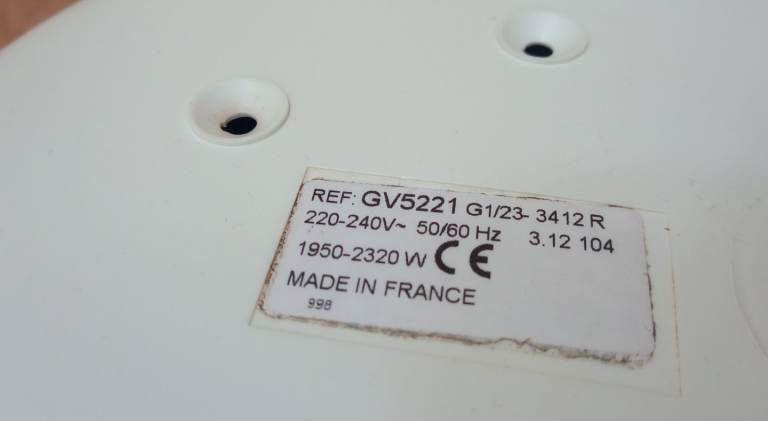 REF: GV5221 G1/23- 3412 R
220-240V~ 50/60 Hz 3.12 104
1950-2320 W CE
MADE IN FRANCE
998